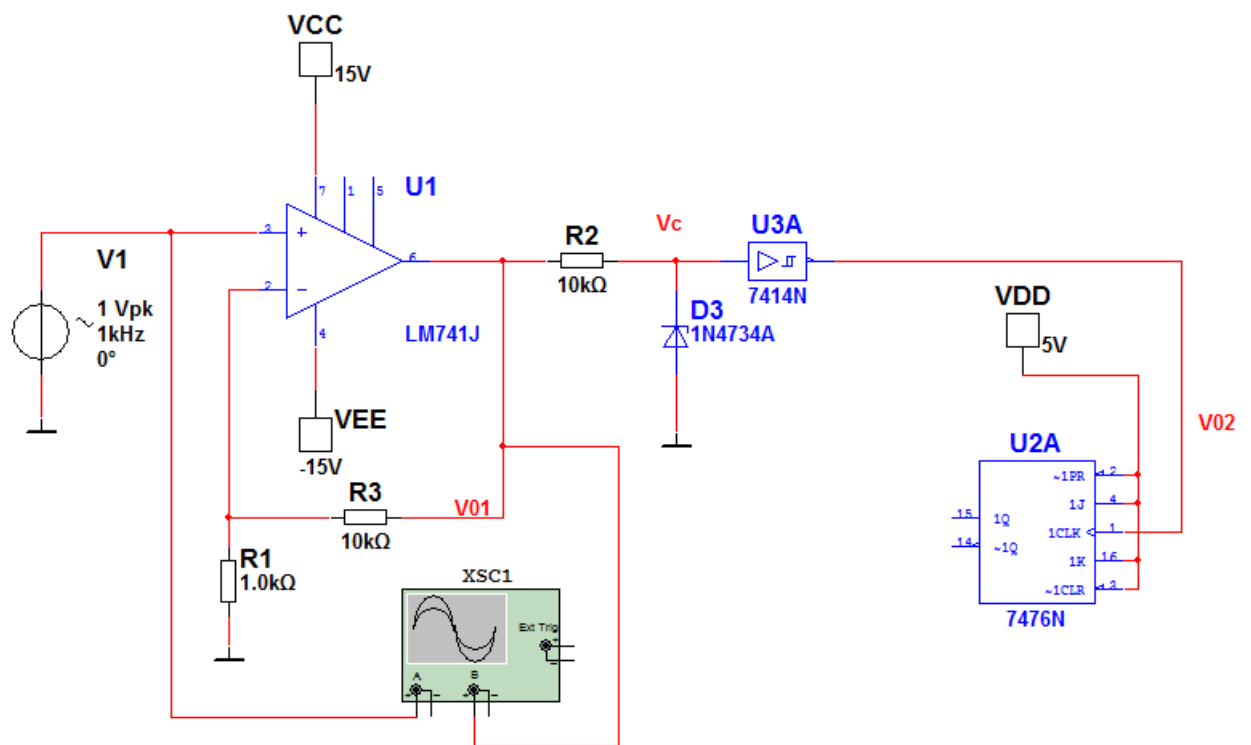 VCC
15V
7
1
5
U1
3
+
2
−
6
4
LM741J
V1
1 Vpk
1kHz
0°
VEE
-15V
R2
10kΩ
Vc
U3A
7414N
D3
1N4734A
VDD
5V
V02
U2A
~1PR 2
1J 4
15 1Q
1CLK 1
14 ~1Q
1K 16
~1CLR 3
7476N
R3
10kΩ
V01
R1
1.0kΩ
XSC1
Ext Trig
+
−
A
B
+ −
+ −